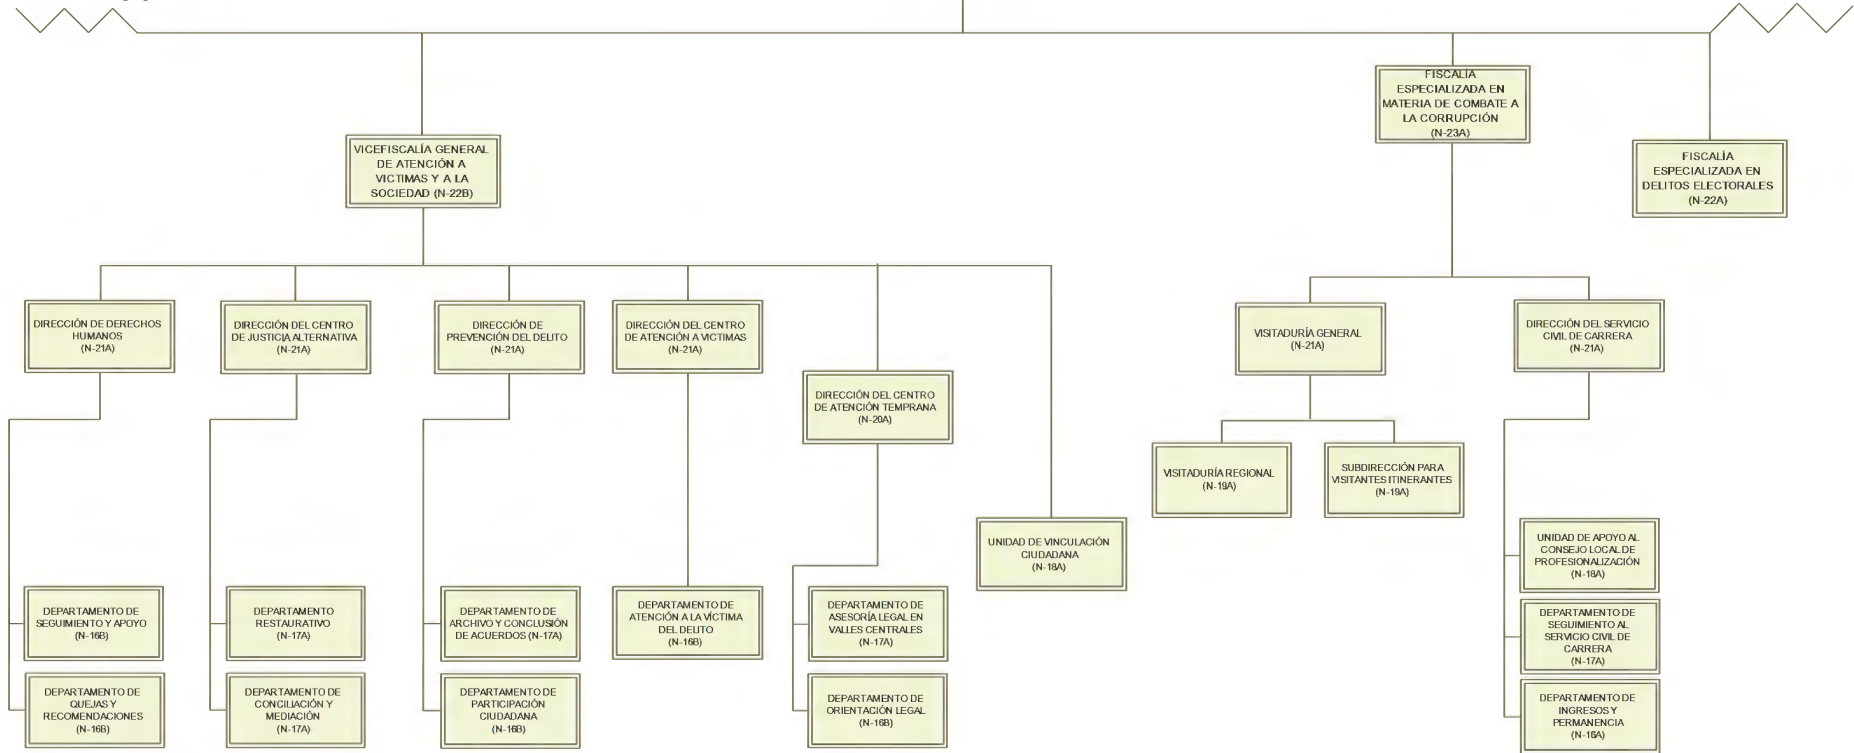 FISCALÍA
ESPECIALIZADA EN
MATERIA DE COMBATE A
LA CORRUPCIÓN
(N-23A)
VICEFISCALÍA GENERAL
DE ATENCIÓN A
VICTIMAS Y A LA
SOCIEDAD (N-22B)
FISCALÍA
ESPECIALIZADA EN
DELITOS ELECTORALES
(N-22A)
DIRECCIÓN DE DERECHOS
HUMANOS
(N-21A)
DIRECCIÓN DEL CENTRO
DE JUSTICIA ALTERNATIVA
(N-21A)
DIRECCIÓN DE
PREVENCIÓN DEL DELITO
(N-21A)
DIRECCIÓN DEL CENTRO
DE ATENCIÓN A VICTIMAS
(N-21A)
DIRECCIÓN DEL CENTRO
DE ATENCIÓN TEMPRANA
(N-20A)
VISITADURÍA GENERAL
(N-21A)
DIRECCIÓN DEL SERVICIO
CIVIL DE CARRERA
(N-21A)
VISITADURÍA REGIONAL
(N-19A)
SUBDIRECCIÓN PARA
VISITANTES ITINERANTES
(N-19A)
UNIDAD DE VINCULACIÓN
CIUDADANA
(N-18A)
UNIDAD DE APOYO AL
CONSEJO LOCAL DE
PROFESIONALIZACIÓN
(N-18A)
DEPARTAMENTO DE
SEGUIMIENTO Y APOYO
(N-16B)
DEPARTAMENTO
RESTAURATIVO
(N-17A)
DEPARTAMENTO DE
ARCHIVO Y CONCLUSIÓN
DE ACUERDOS (N-17A)
DEPARTAMENTO DE
ATENCIÓN A LA VÍCTIMA
DEL DELITO
(N-16B)
DEPARTAMENTO DE
ASESORÍA LEGAL EN
VALLES CENTRALES
(N-17A)
DEPARTAMENTO DE
SEGUIMIENTO AL
SERVICIO CIVIL DE
CARRERA
(N-17A)
DEPARTAMENTO DE
QUEJAS Y
RECOMENDACIONES
(N-16B)
DEPARTAMENTO DE
CONCILIACIÓN Y
MEDIACIÓN
(N-17A)
DEPARTAMENTO DE
PARTICIPACIÓN
CIUDADANA
(N-16B)
DEPARTAMENTO DE
ORIENTACIÓN LEGAL
(N-16B)
DEPARTAMENTO DE
INGRESOS Y
PERMANENCIA
(N-16A)